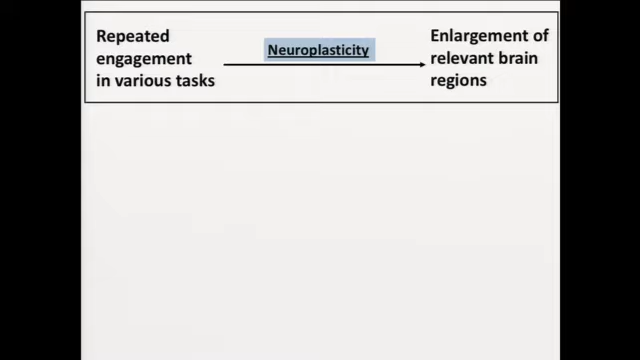 Repeated
engagement
in various tasks
Neuroplasticity
Enlargement of
relevant brain
regions